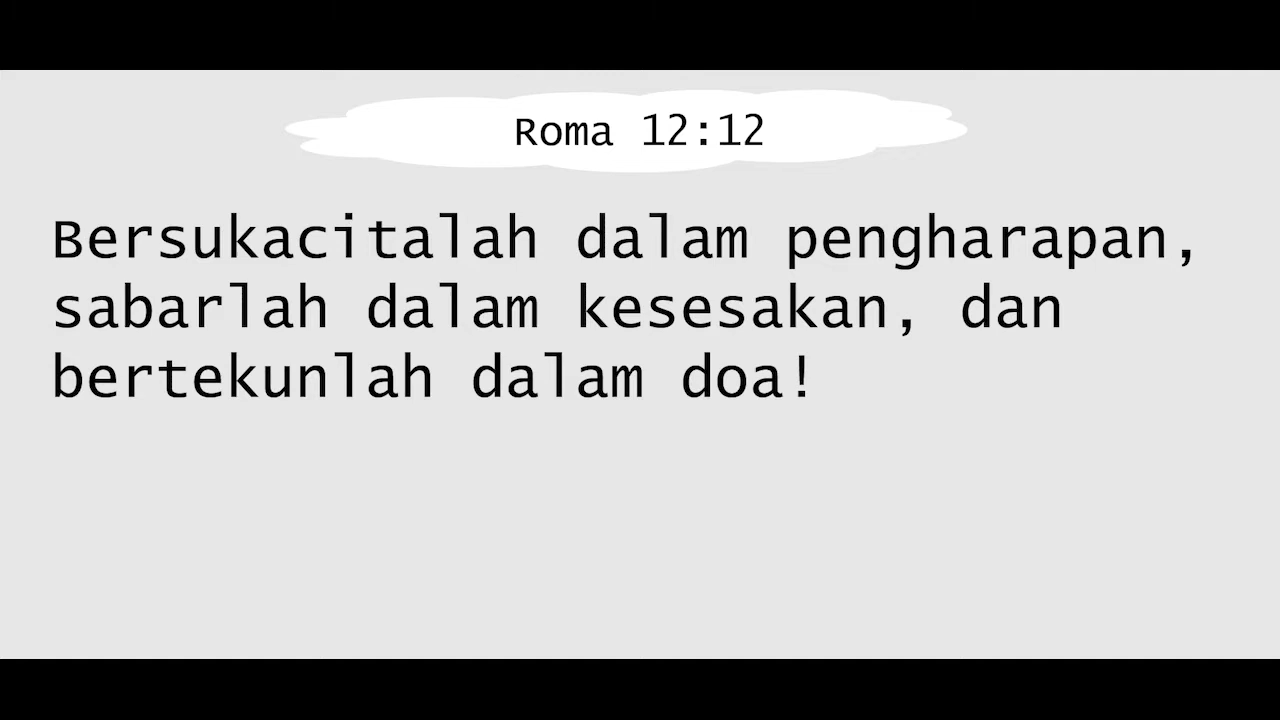 Roma 12:12
Bersukacitalah dalam pengharapan,
sabarlah dalam kesesakan, dan
bertekunlah dalam doa!